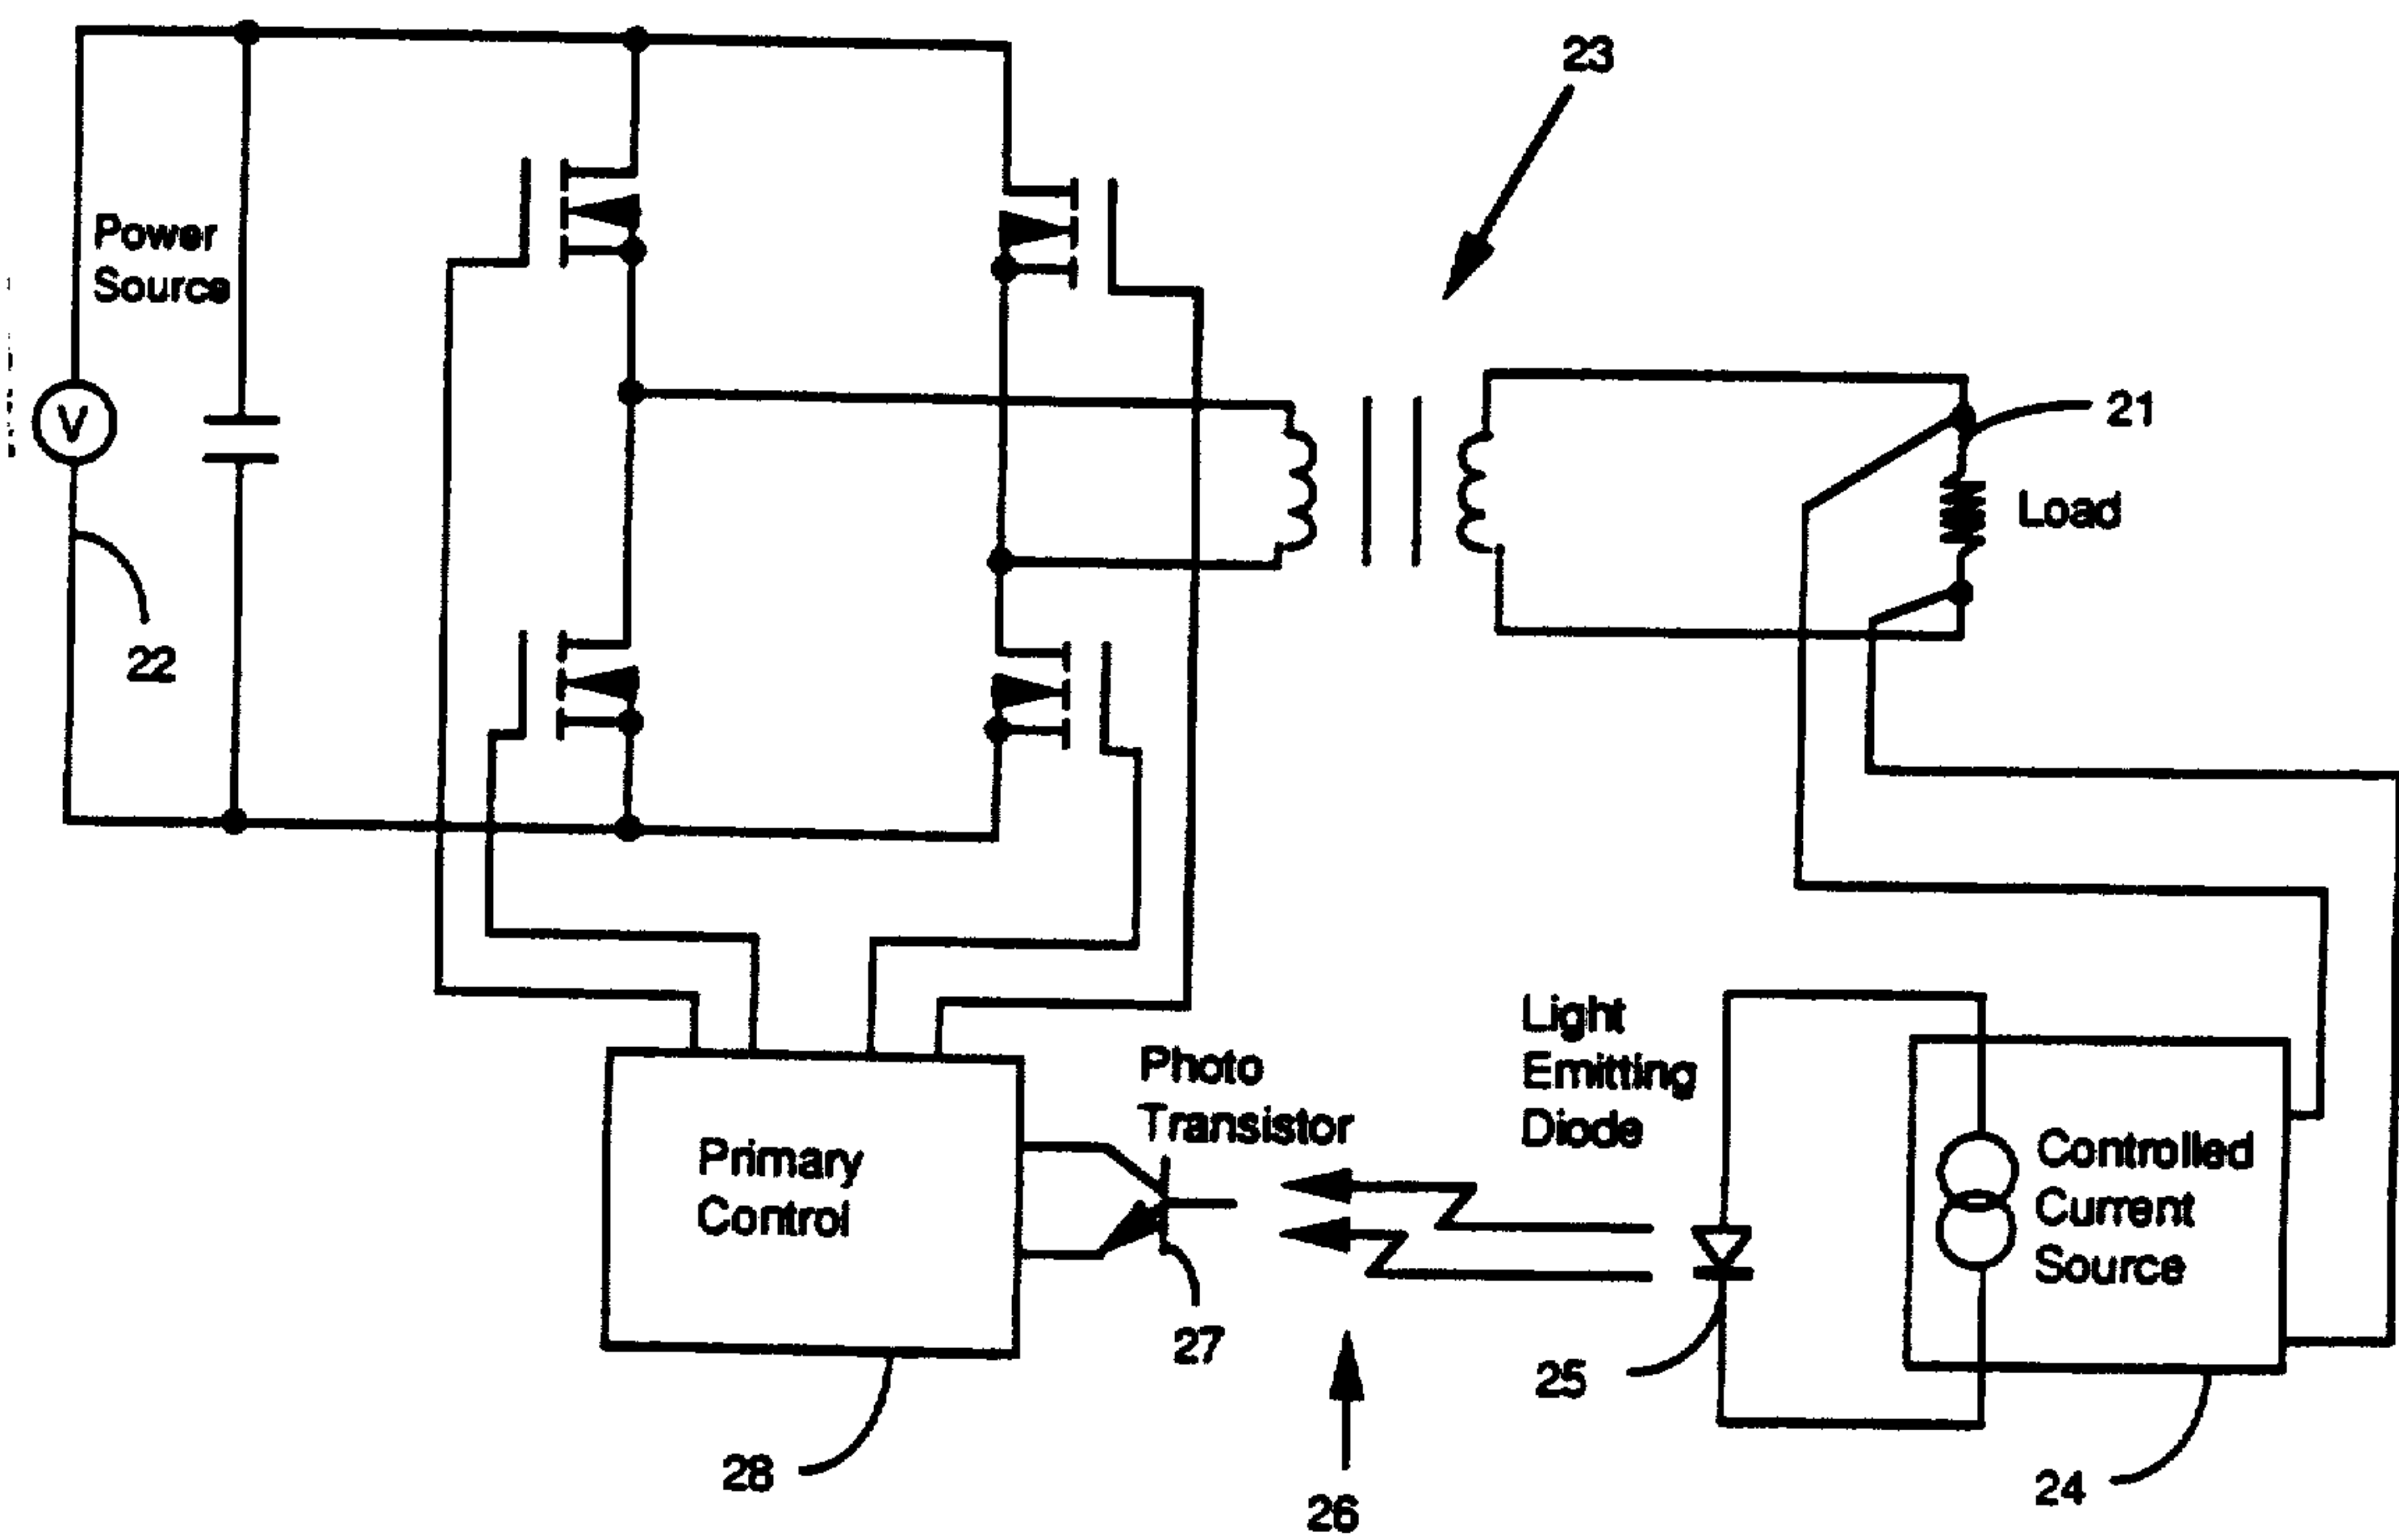 23
Power
Source
V
21
Load
22
Light
Emitting
Diode
Photo
Transistor
Primary
Control
Controlled
Current
Source
27
25
28
26
24